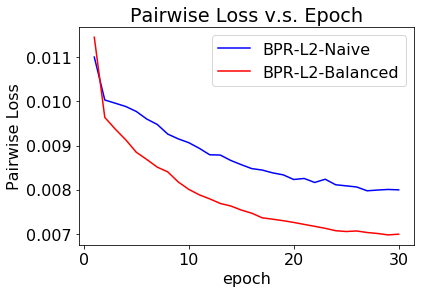 Pairwise Loss v.s. Epoch
BPR-L2-Naive
BPR-L2-Balanced
Pairwise Loss
0.011
0.010
0.009
0.008
0.007
0
10
20
30
epoch